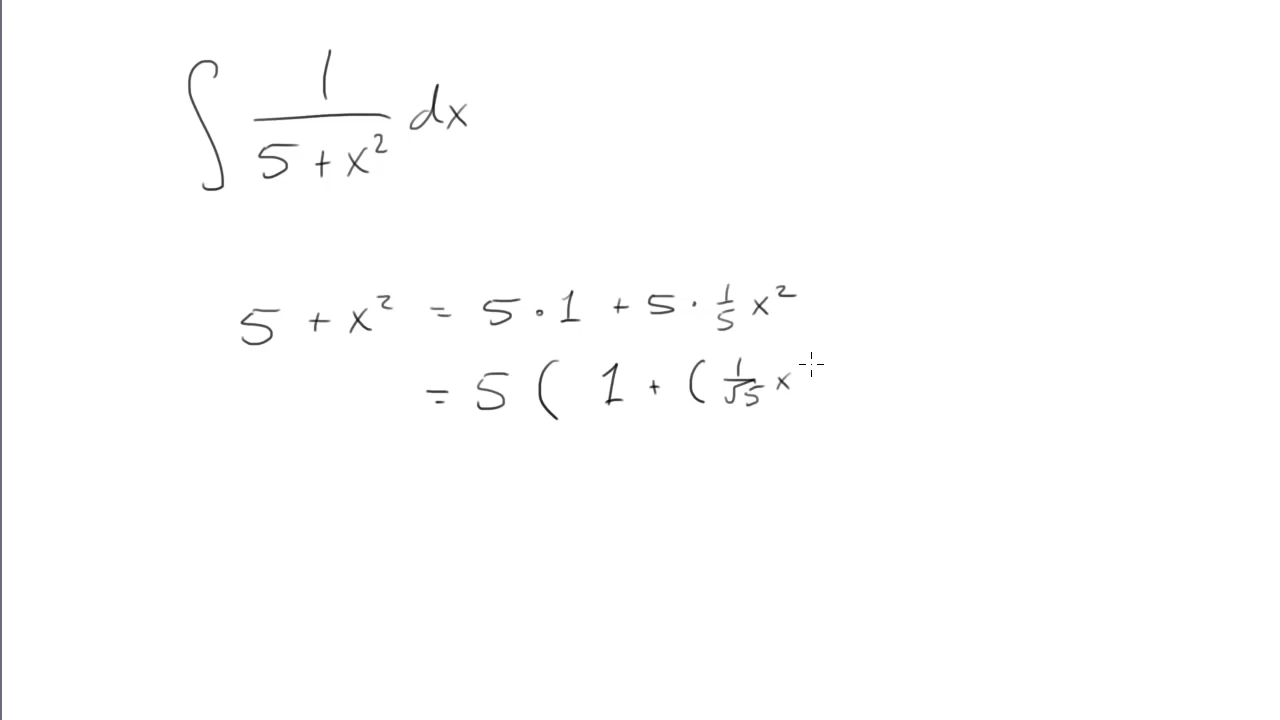 ∫ 1/(5 + x²) dx
5 + x² = 5 · 1 + 5 · 1/5 x²
= 5 ( 1 + ( 1/√5 x